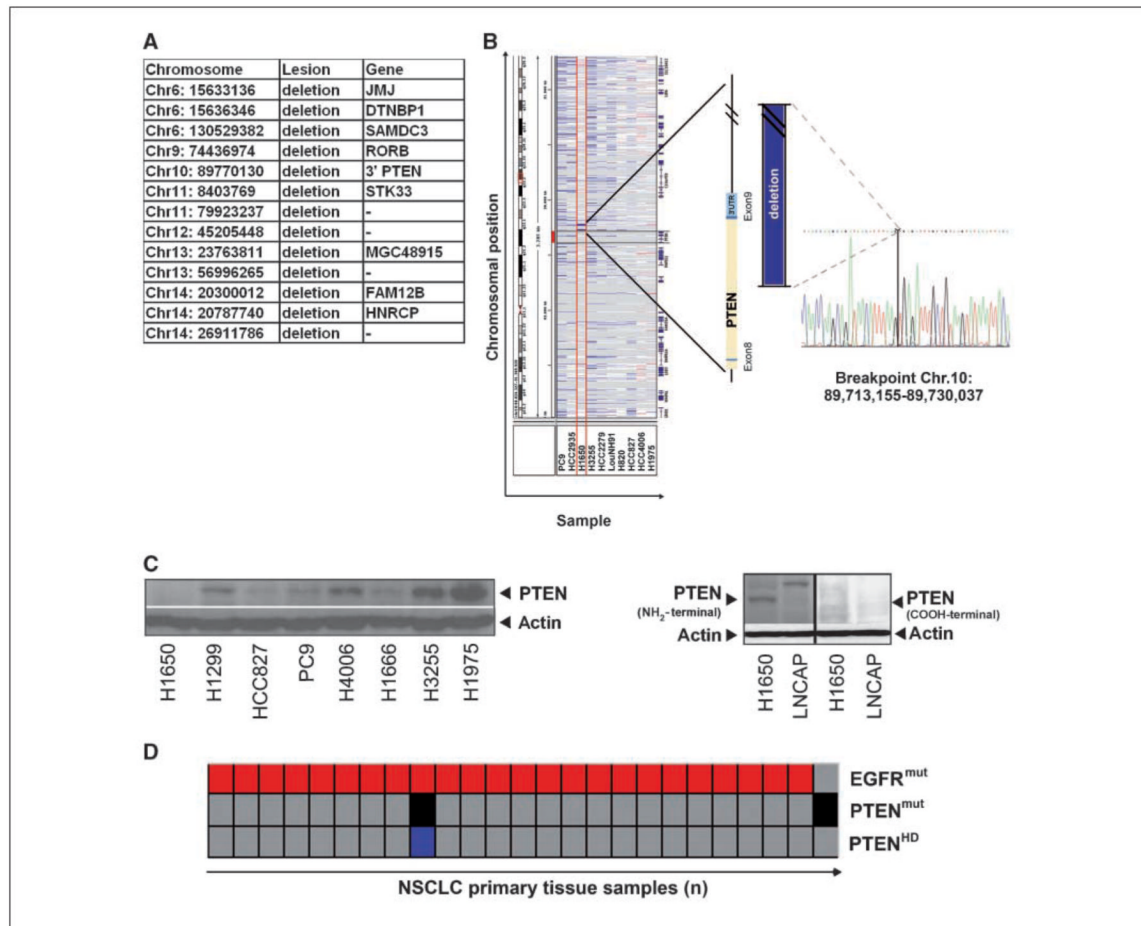 A
Chromosome Lesion Gene
Chr6: 15633136 deletion JMJ
Chr6: 15636346 deletion DTNBP1
Chr6: 130529382 deletion SAMDC3
Chr9: 74436974 deletion RORB
Chr10: 89770130 deletion 3' PTEN
Chr11: 8403769 deletion STK33
Chr11: 79923237 deletion -
Chr12: 45205448 deletion -
Chr13: 23763811 deletion MGC48915
Chr13: 56996265 deletion -
Chr14: 20300012 deletion FAM12B
Chr14: 20787740 deletion HNRCP
Chr14: 26911786 deletion -
B
Chromosomal position
PC9
HCC2935
H1650
H3255
HCC2279
LouNH91
H820
HCC827
HCC4006
H1975
Sample
3'UTR
Exon9
PTEN
Exon8
deletion
Breakpoint Chr.10:
89,713,155-89,730,037
C
PTEN
Actin
H1650
H1299
HCC827
PC9
H4006
H1666
H3255
H1975
PTEN
(NH2-terminal)
Actin
PTEN
(COOH-terminal)
Actin
H1650
LNCAP
H1650
LNCAP
D
EGFRmut
PTENmut
PTENHD
NSCLC primary tissue samples (n)